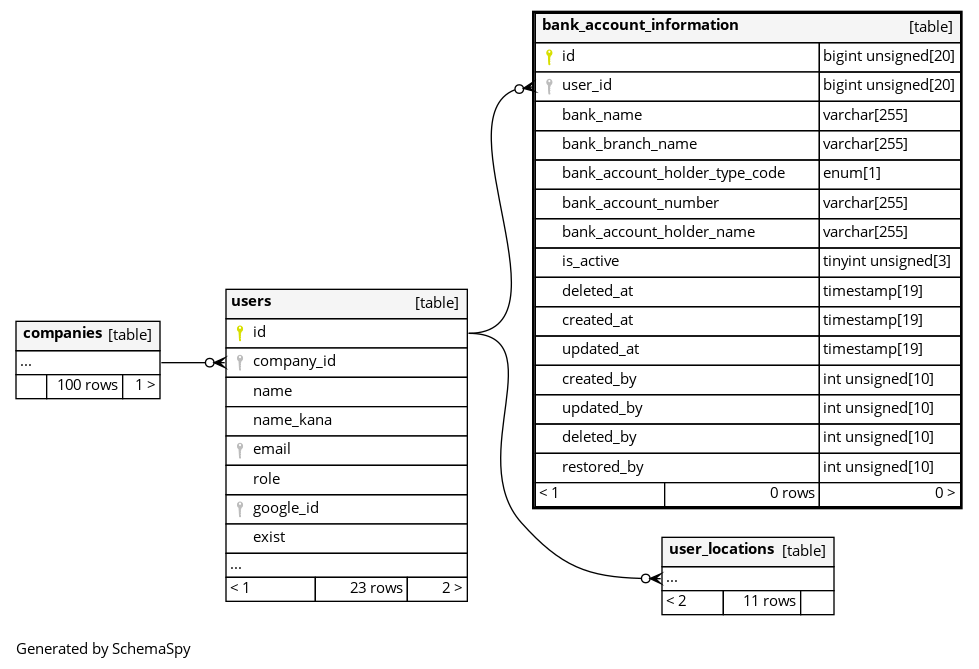 bank_account_information [table]
id bigint unsigned[20]
user_id bigint unsigned[20]
bank_name varchar[255]
bank_branch_name varchar[255]
bank_account_holder_type_code enum[1]
bank_account_number varchar[255]
bank_account_holder_name varchar[255]
is_active tinyint unsigned[3]
deleted_at timestamp[19]
created_at timestamp[19]
updated_at timestamp[19]
created_by int unsigned[10]
updated_by int unsigned[10]
deleted_by int unsigned[10]
restored_by int unsigned[10]
< 1 0 rows 0 >
users [table]
id
company_id
name
name_kana
email
role
google_id
exist
...
< 1 23 rows 2 >
companies [table]
...
100 rows 1 >
user_locations [table]
...
< 2 11 rows
Generated by SchemaSpy